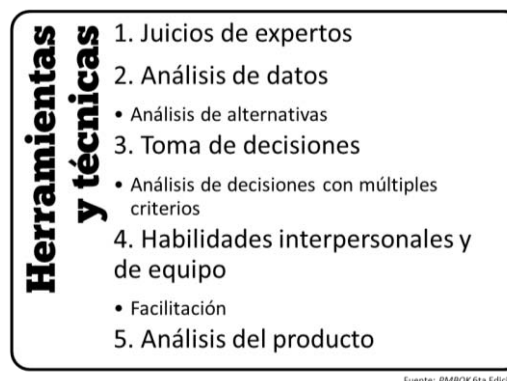 Herramientas
y técnicas
1. Juicios de expertos
2. Análisis de datos
• Análisis de alternativas
3. Toma de decisiones
• Análisis de decisiones con múltiples
criterios
4. Habilidades interpersonales y
de equipo
• Facilitación
5. Análisis del producto
Fuente: PMBOK 6ta